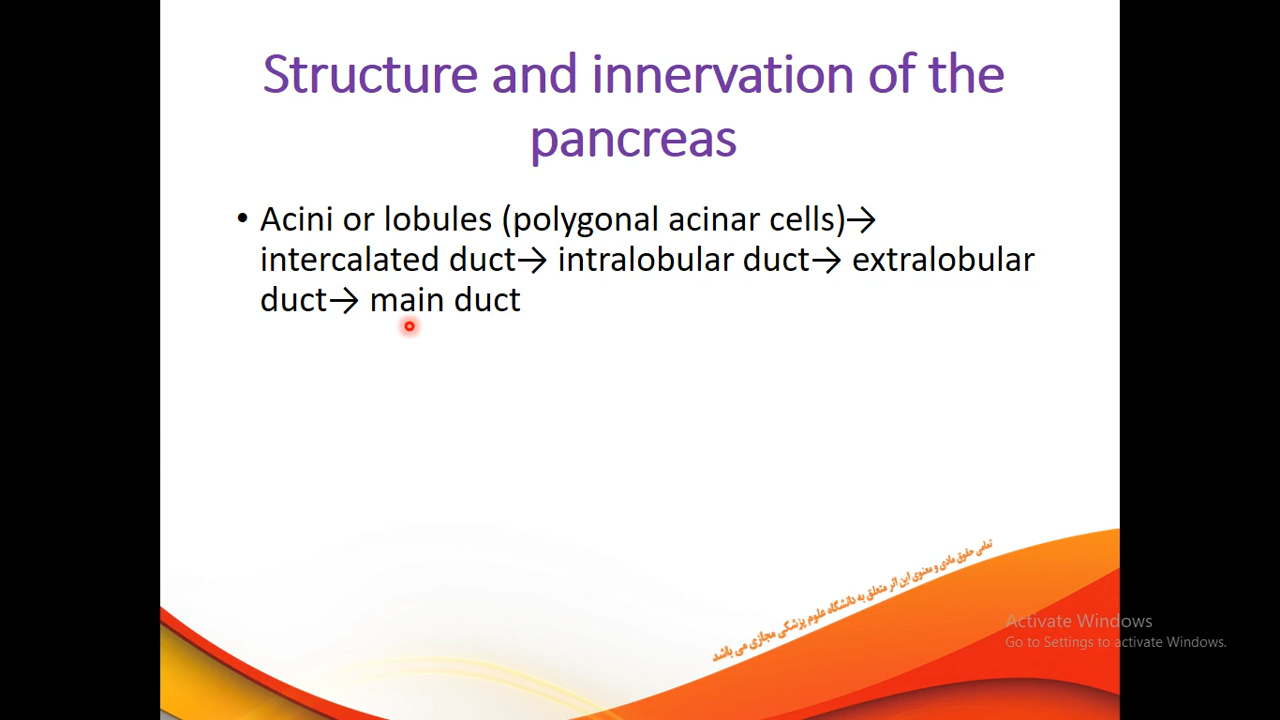 Structure and innervation of the
pancreas
• Acini or lobules (polygonal acinar cells)→
intercalated duct→ intralobular duct→ extralobular
duct→ main duct
تمامی حقوق مادی و معنوی این اثر متعلق به دانشگاه علوم پزشکی مجازی می باشد
Activate Windows
Go to Settings to activate Windows.